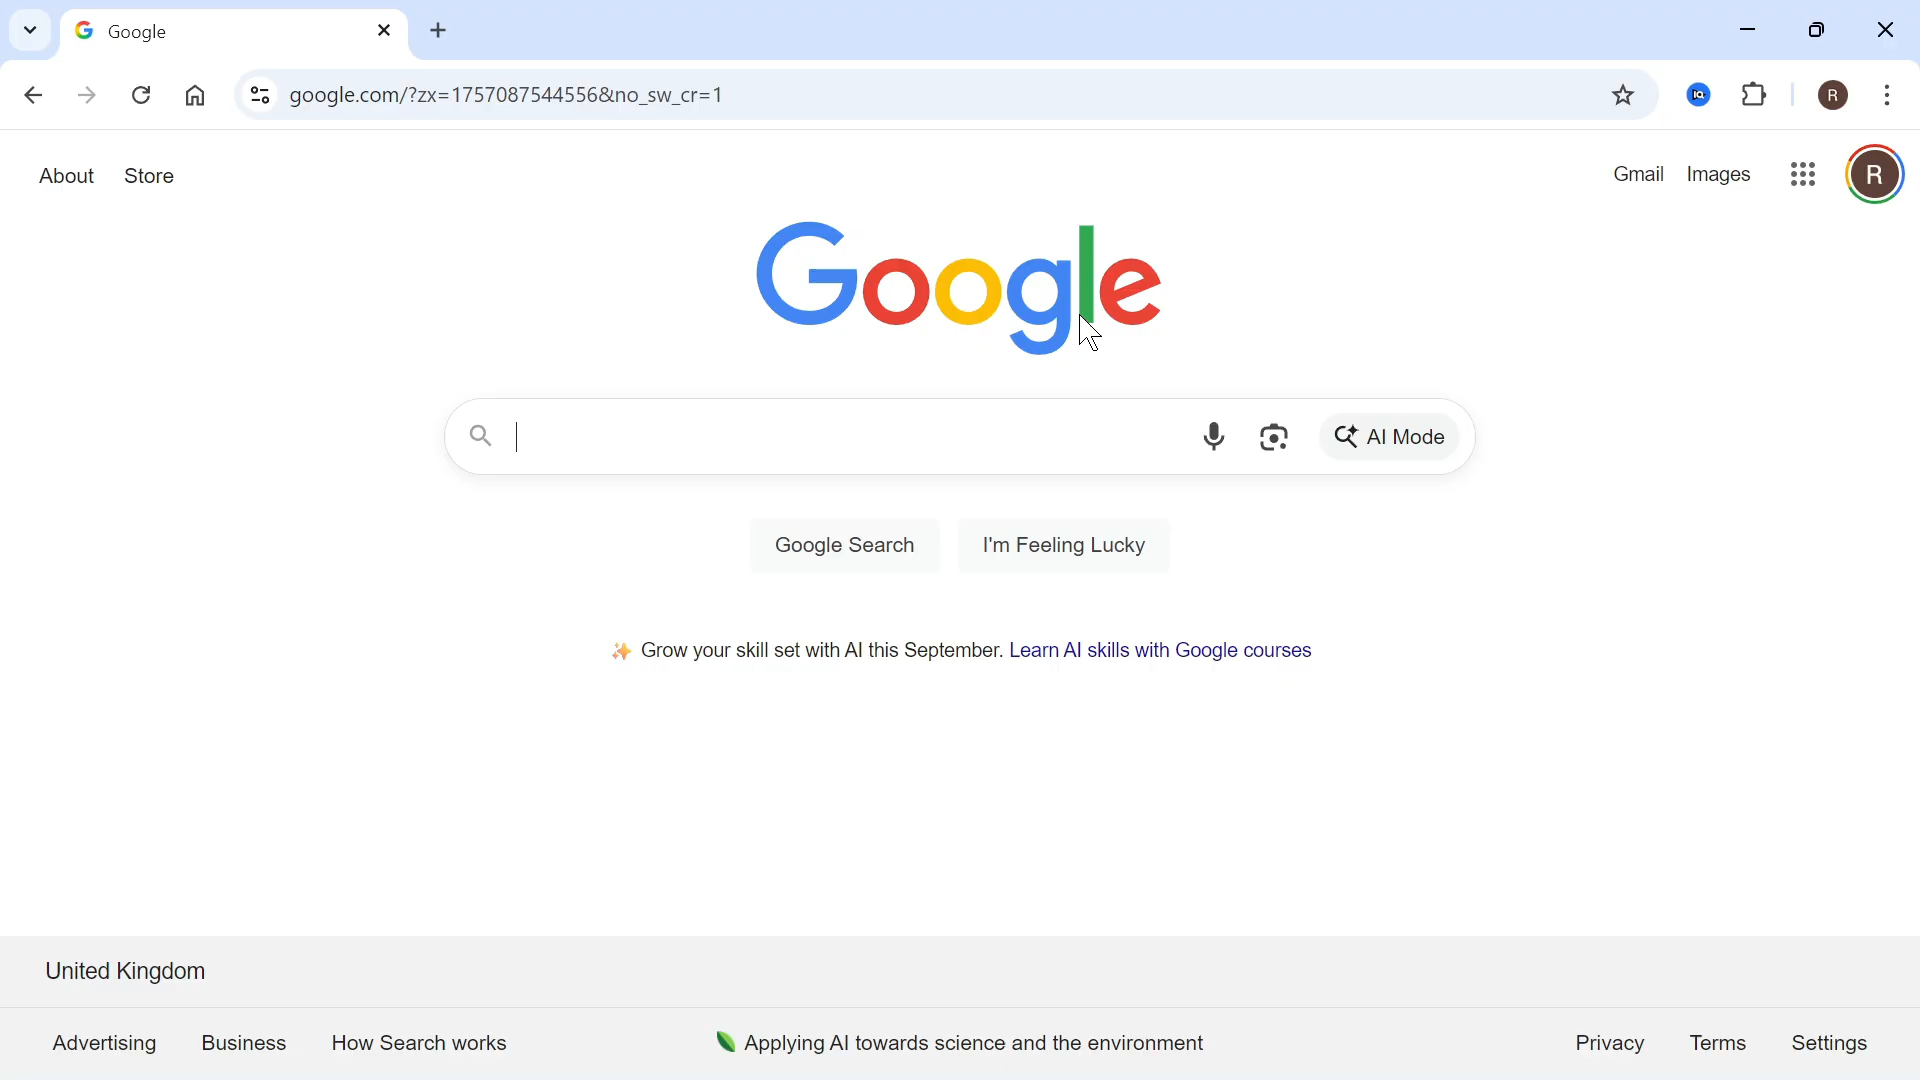 Google
google.com/?zx=1757087544556&no_sw_cr=1
IQ
R
About Store
Gmail Images
R
Google
AI Mode
Google Search
I'm Feeling Lucky
Grow your skill set with AI this September. Learn AI skills with Google courses
United Kingdom
Advertising Business How Search works
Applying AI towards science and the environment
Privacy Terms Settings